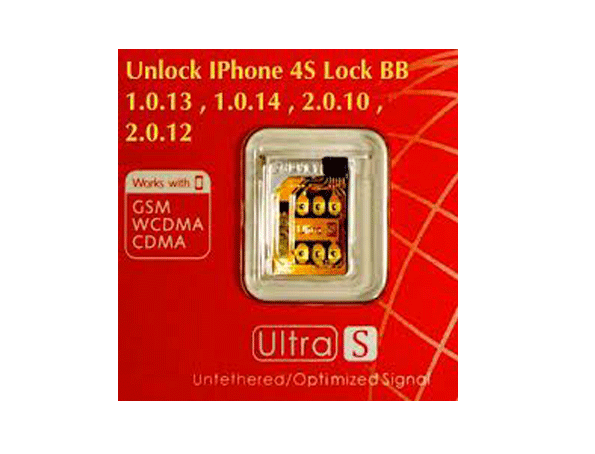 Unlock IPhone 4S Lock BB
1.0.13 , 1.0.14 , 2.0.10 ,
2.0.12
Works with
GSM
WCDMA
CDMA
Ultra S
Untethered/Optimized Signal